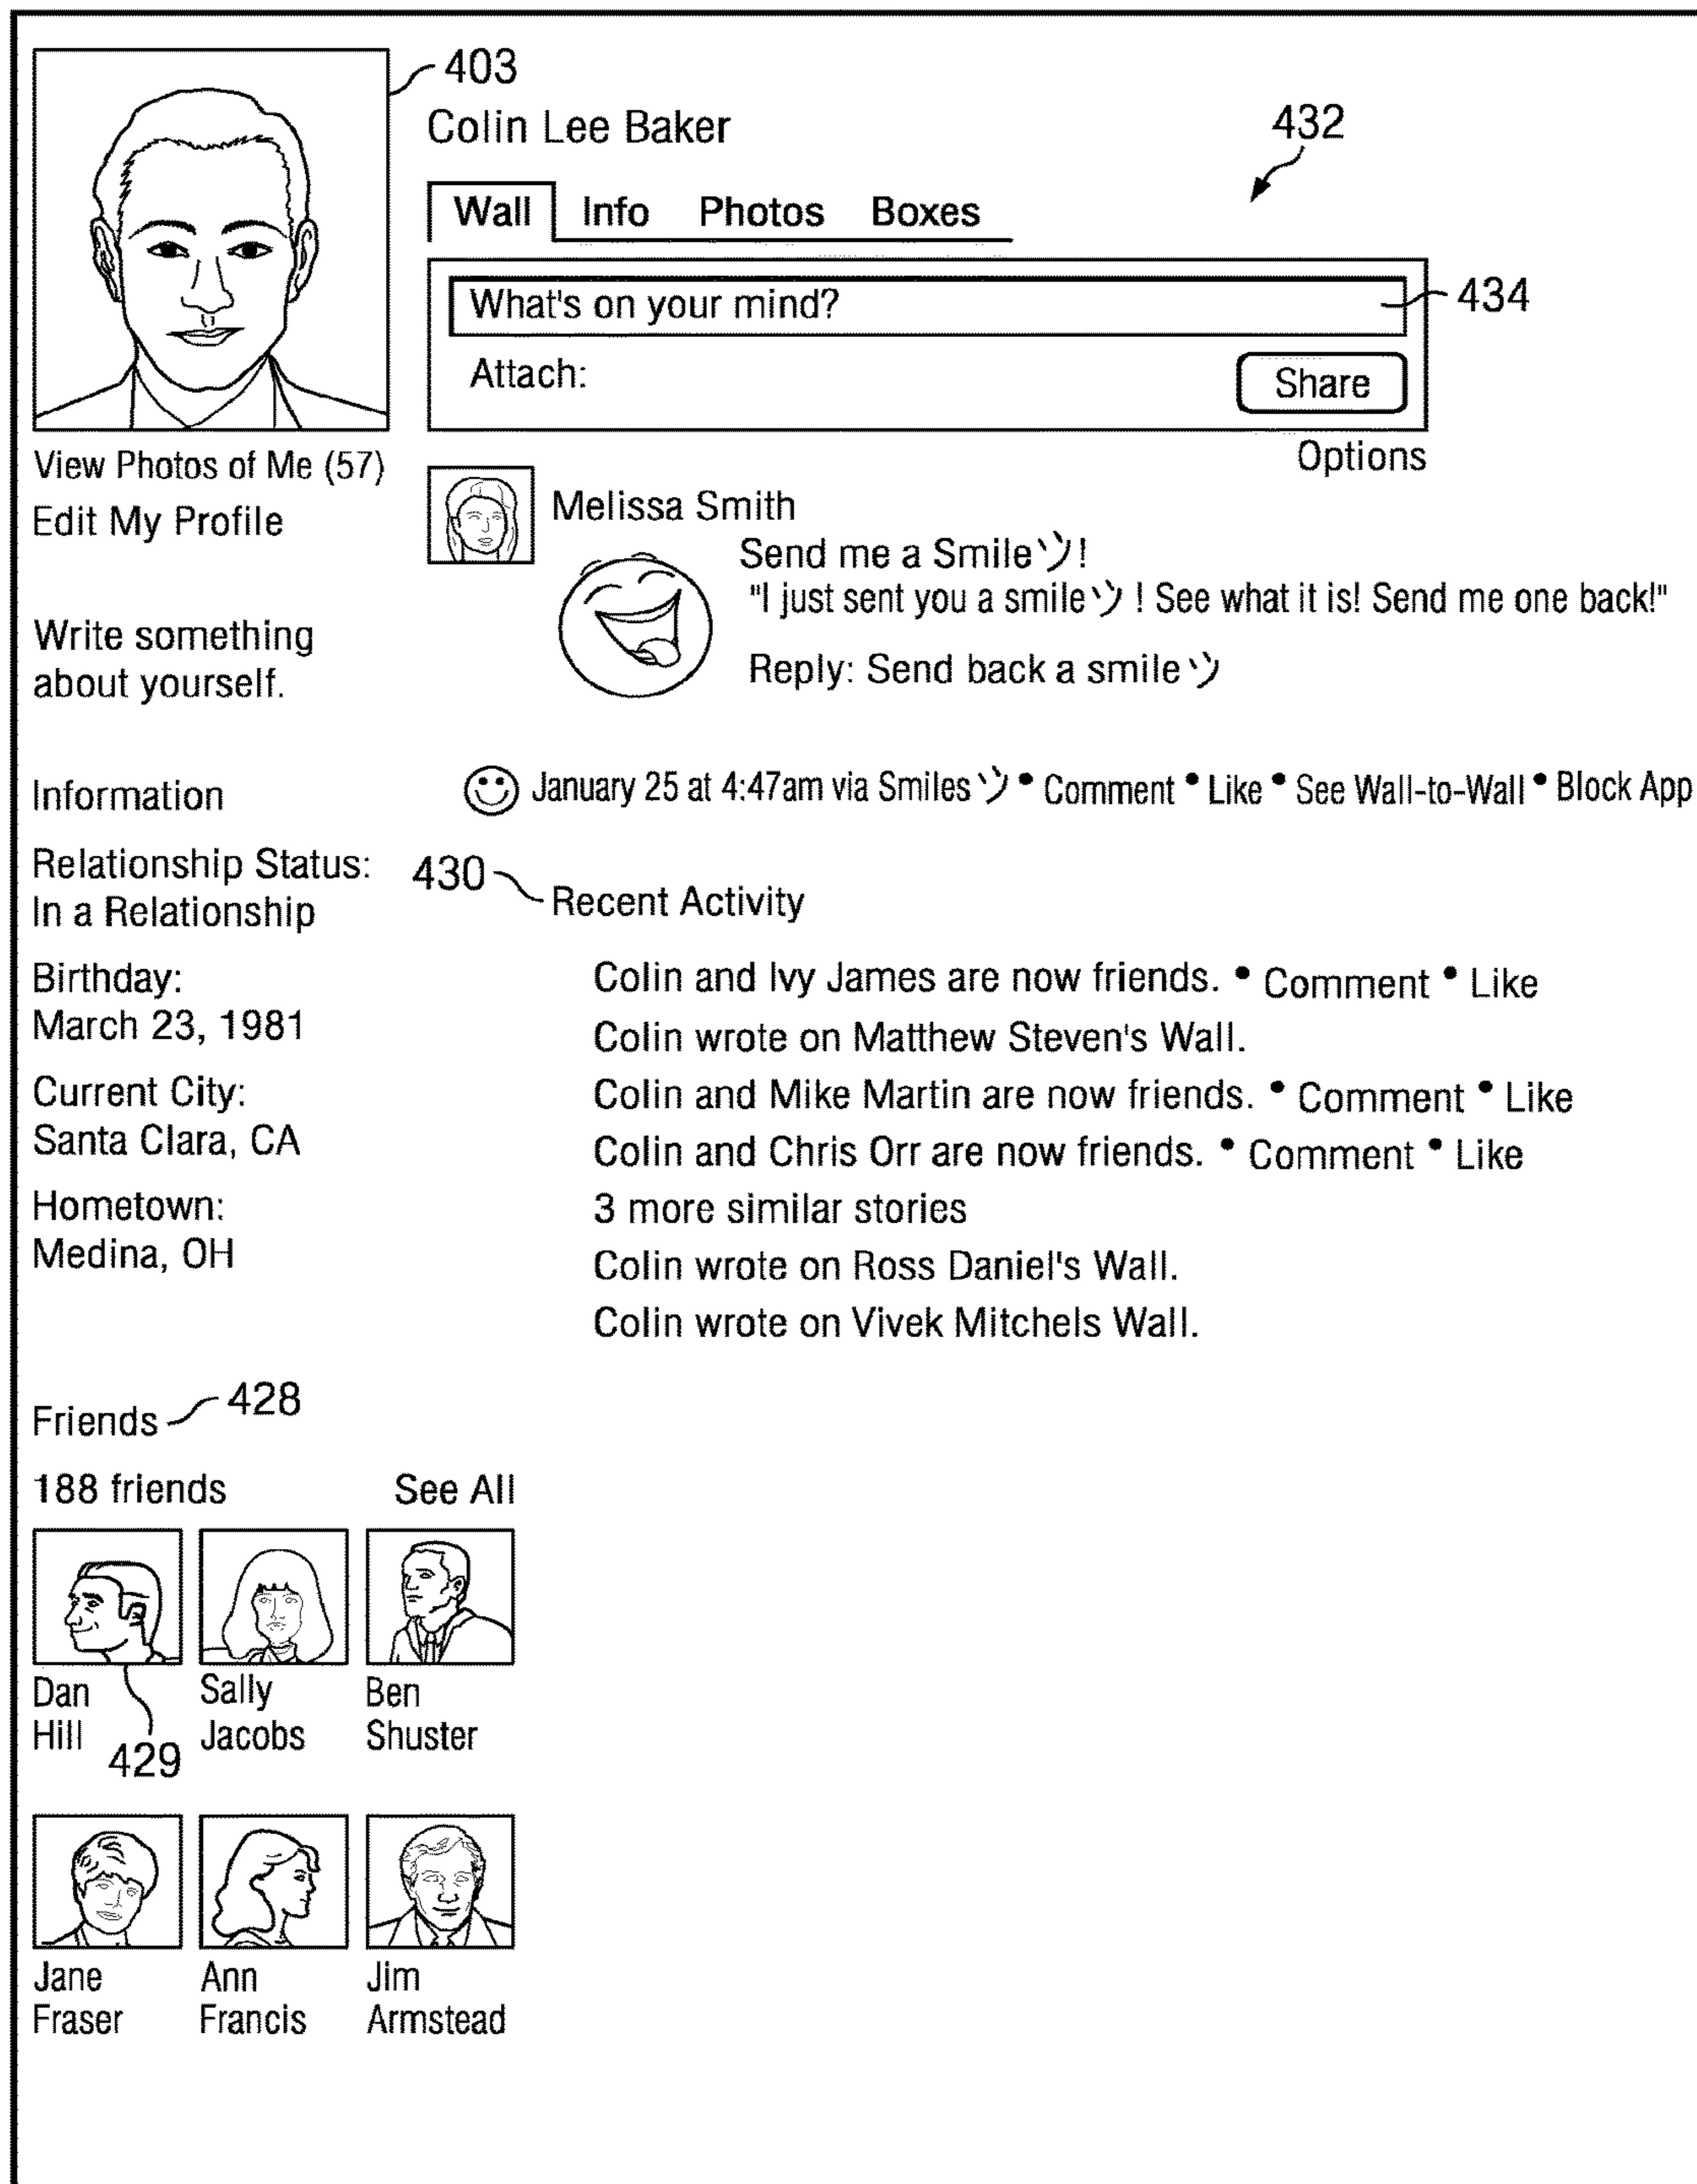 403
Colin Lee Baker
432
Wall Info Photos Boxes
What's on your mind?
434
Attach:
Share
Options
View Photos of Me (57)
Edit My Profile
Write something
about yourself.
Melissa Smith
Send me a Smileツ!
"I just sent you a smileツ ! See what it is! Send me one back!"
Reply: Send back a smileツ
January 25 at 4:47am via Smilesツ • Comment • Like • See Wall-to-Wall • Block App
Information
Relationship Status:
In a Relationship
Birthday:
March 23, 1981
Current City:
Santa Clara, CA
Hometown:
Medina, OH
430
Recent Activity
Colin and Ivy James are now friends. • Comment • Like
Colin wrote on Matthew Steven's Wall.
Colin and Mike Martin are now friends. • Comment • Like
Colin and Chris Orr are now friends. • Comment • Like
3 more similar stories
Colin wrote on Ross Daniel's Wall.
Colin wrote on Vivek Mitchels Wall.
Friends
428
188 friends See All
Dan
Hill
429
Sally
Jacobs
Ben
Shuster
Jane
Fraser
Ann
Francis
Jim
Armstead